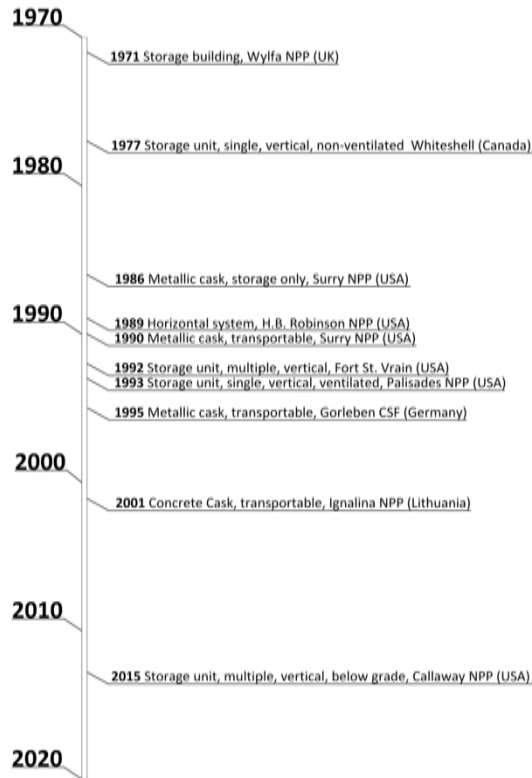 1970
1971 Storage building, Wylfa NPP (UK)
1977 Storage unit, single, vertical, non-ventilated Whiteshell (Canada)
1980
1986 Metallic cask, storage only, Surry NPP (USA)
1990
1989 Horizontal system, H.B. Robinson NPP (USA)
1990 Metallic cask, transportable, Surry NPP (USA)
1992 Storage unit, multiple, vertical, Fort St. Vrain (USA)
1993 Storage unit, single, vertical, ventilated, Palisades NPP (USA)
1995 Metallic cask, transportable, Gorleben CSF (Germany)
2000
2001 Concrete Cask, transportable, Ignalina NPP (Lithuania)
2010
2015 Storage unit, multiple, vertical, below grade, Callaway NPP (USA)
2020